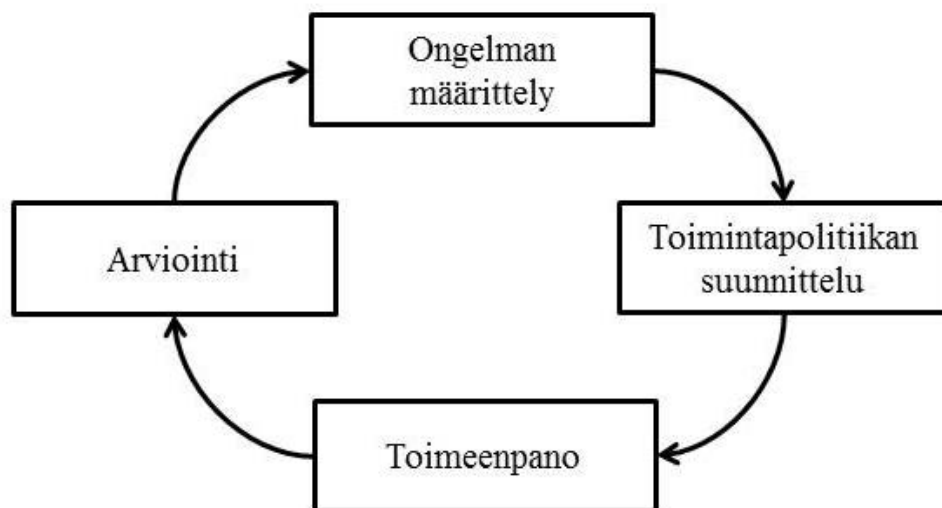 Ongelman
määrittely
Toimintapolitiikan
suunnittelu
Toimeenpano
Arviointi